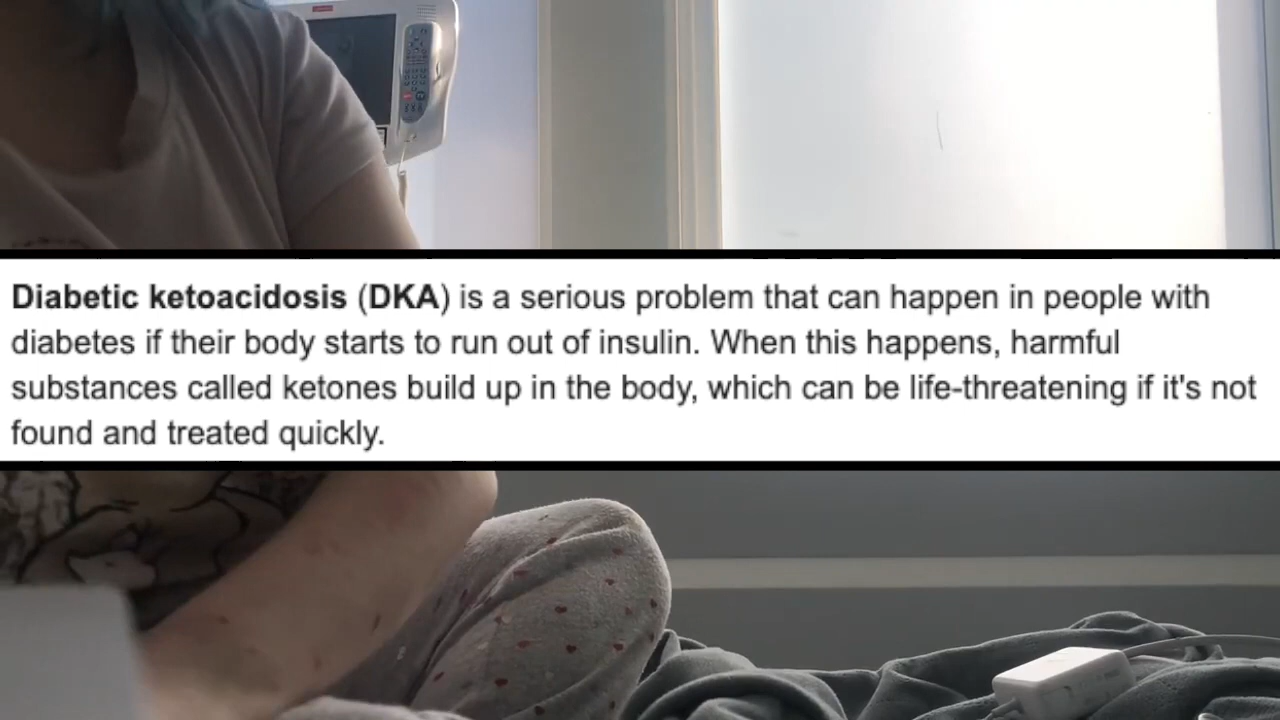 Diabetic ketoacidosis (DKA) is a serious problem that can happen in people with
diabetes if their body starts to run out of insulin. When this happens, harmful
substances called ketones build up in the body, which can be life-threatening if it's not
found and treated quickly.